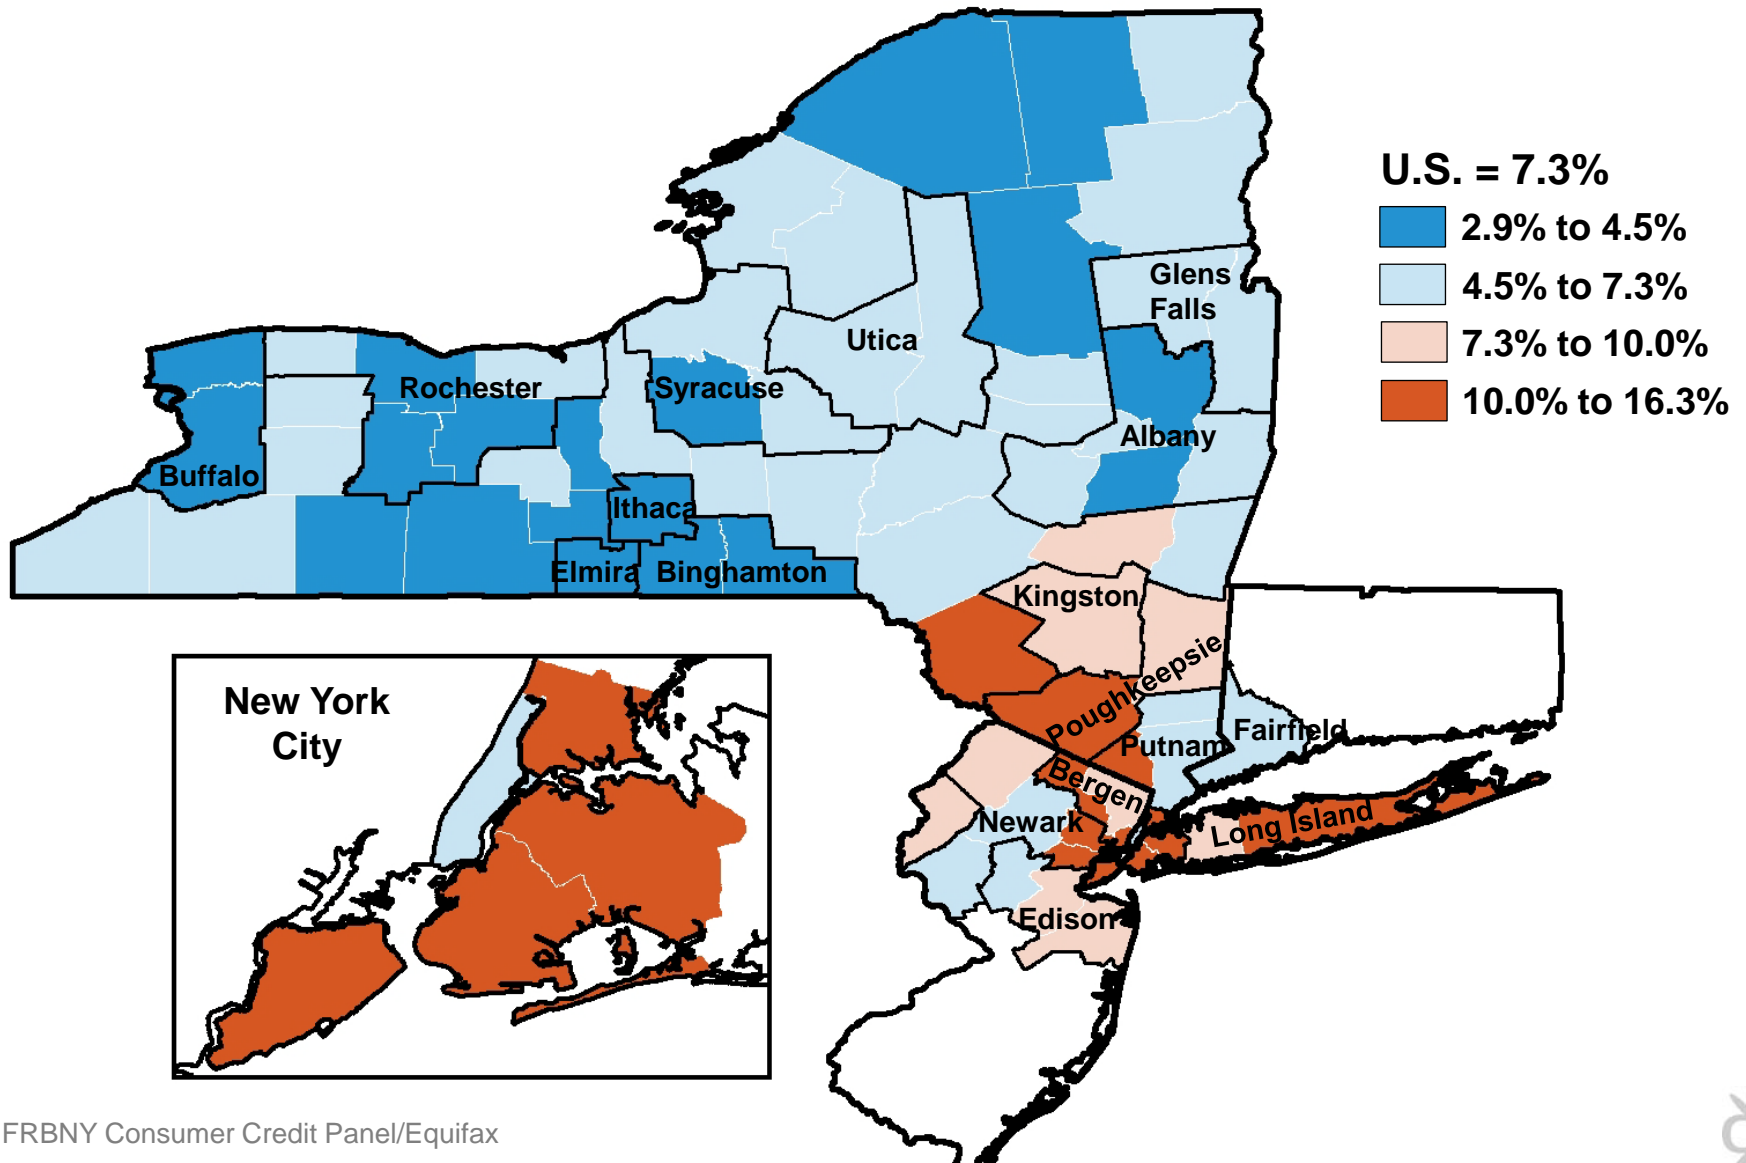 U.S. = 7.3%
2.9% to 4.5%
4.5% to 7.3%
7.3% to 10.0%
10.0% to 16.3%
Glens
Falls
Utica
Rochester
Syracuse
Albany
Buffalo
Ithaca
Elmira
Binghamton
Kingston
Poughkeepsie
Putnam
Fairfield
Bergen
Newark
Long Island
Edison
New York
City
FRBNY Consumer Credit Panel/Equifax